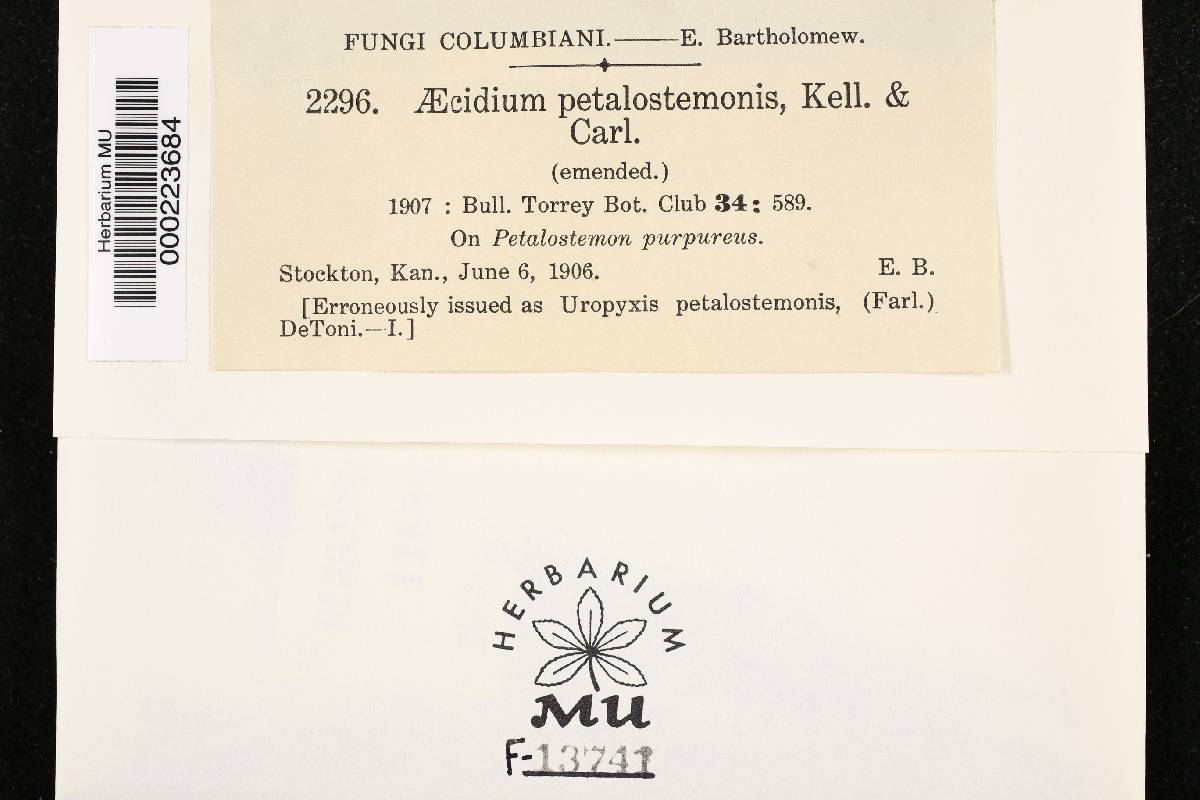 FUNGI COLUMBIANI.——E. Bartholomew.
2296. Æcidium petalostemonis, Kell. &
Carl.
(emended.)
1907 : Bull. Torrey Bot. Club 34: 589.
On Petalostemon purpureus.
Stockton, Kan., June 6, 1906. E. B.
[Erroneously issued as Uropyxis petalostemonis, (Farl.)
DeToni.—I.]
Herbarium MU
000223684
HERBARIUM
MU
F-13741